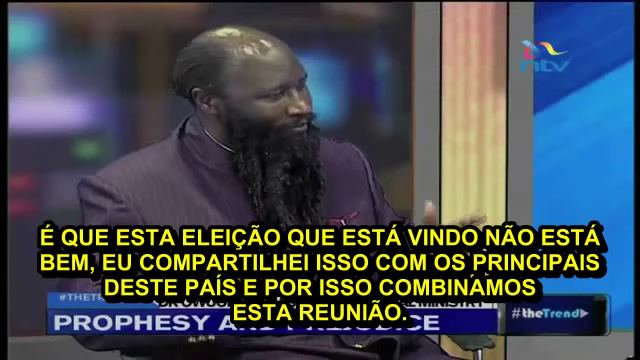 ntv
É QUE ESTA ELEIÇÃO QUE ESTÁ VINDO NÃO ESTÁ
BEM, EU COMPARTILHEI ISSO COM OS PRINCIPAIS
DESTE PAÍS E POR ISSO COMBINAMOS
ESTA REUNIÃO.
#theTrend
PROPHESY AND PREJUDICE